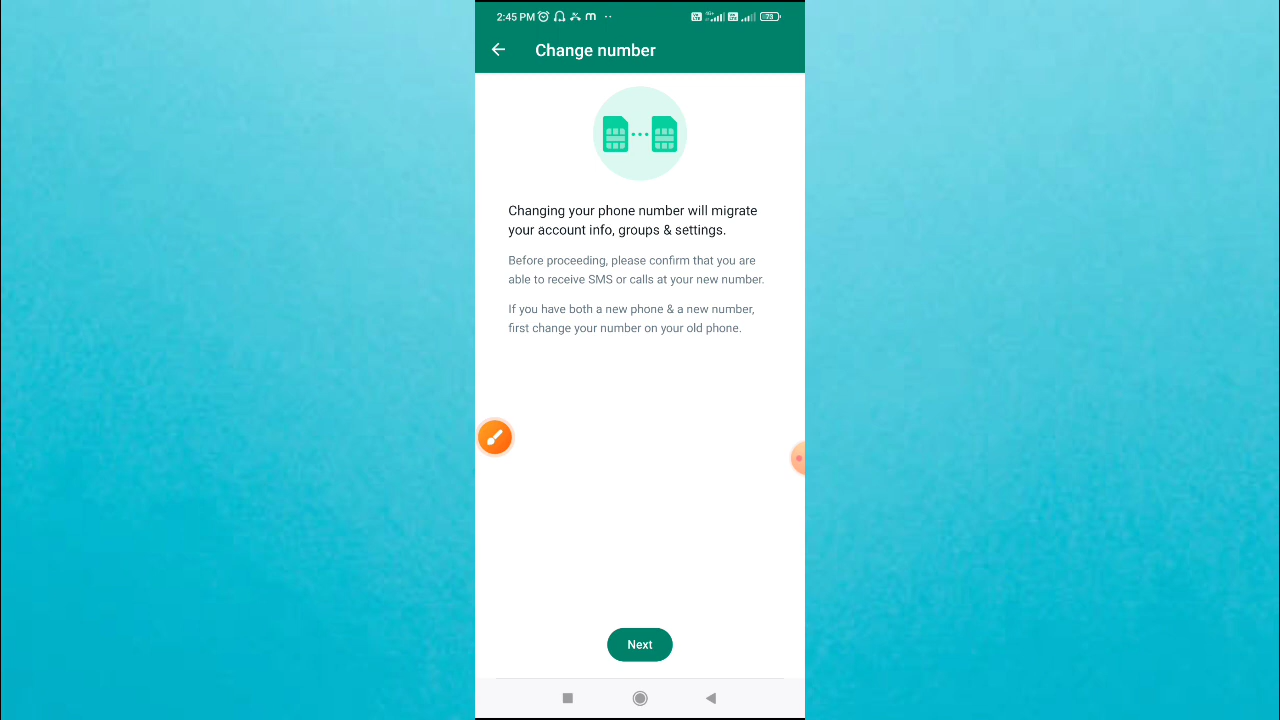 2:45 PM
73
Change number
Changing your phone number will migrate
your account info, groups & settings.
Before proceeding, please confirm that you are
able to receive SMS or calls at your new number.
If you have both a new phone & a new number,
first change your number on your old phone.
Next